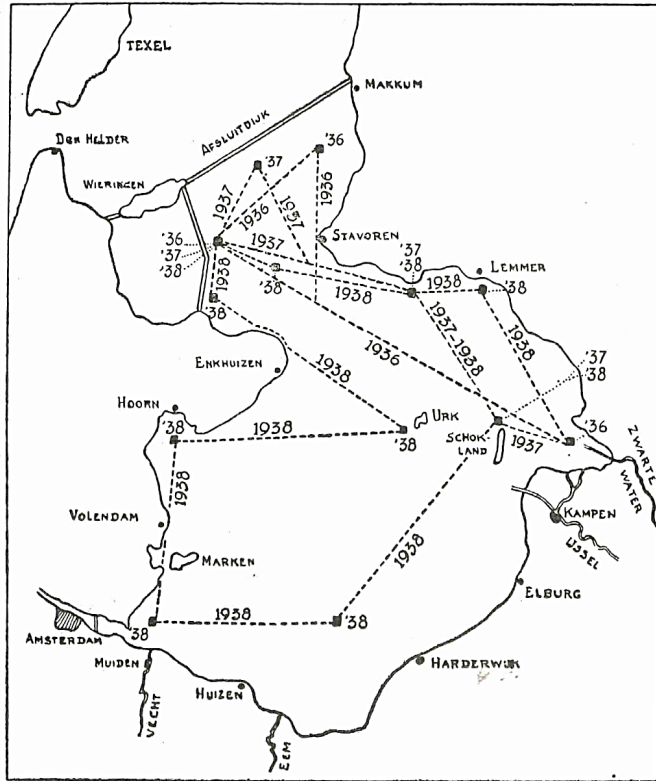 TEXEL
MAKKUM
DEN HELDER
AFSLUITDIJK
'36
WIERINGEN
'37
1937
1936
1937
1936
'36
'37
'38
1937
STAVOREN
'37
'38
LEMMER
1938
'38
1938
1938
'38
'38
1937-1938
1938
1936
ENKHUIZEN
1938
'37
'38
HOORN
'38
1938
'38
URK
SCHOK-
LAND
1937
'36
ZWARTE
WATER
1938
KAMPEN
IJSSEL
VOLENDAM
MARKEN
1938
ELBURG
AMSTERDAM
'38
1938
'38
MUIDEN
HARDERWIJK
HUIZEN
VECHT
EEM